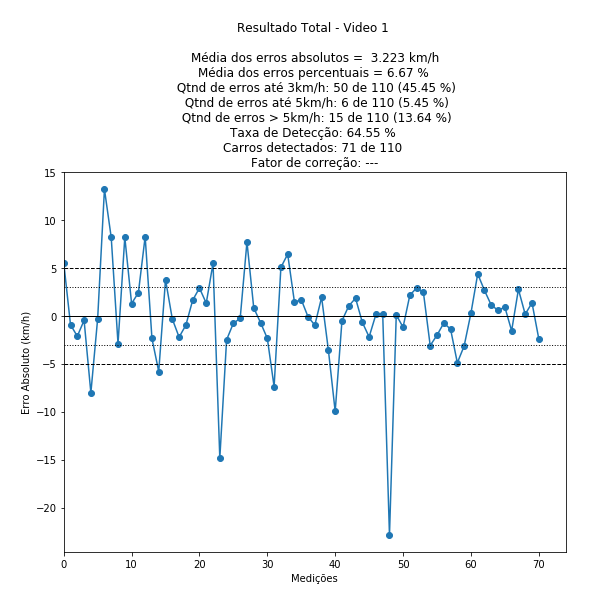 Resultado Total - Video 1
Média dos erros absolutos =  3.223 km/h
Média dos erros percentuais = 6.67 %
Qtnd de erros até 3km/h: 50 de 110 (45.45 %)
Qtnd de erros até 5km/h: 6 de 110 (5.45 %)
Qtnd de erros > 5km/h: 15 de 110 (13.64 %)
Taxa de Detecção: 64.55 %
Carros detectados: 71 de 110
Fator de correção: ---
15
10
5
0
−5
−10
−15
−20
Erro Absoluto (km/h)
0 10 20 30 40 50 60 70
Medições